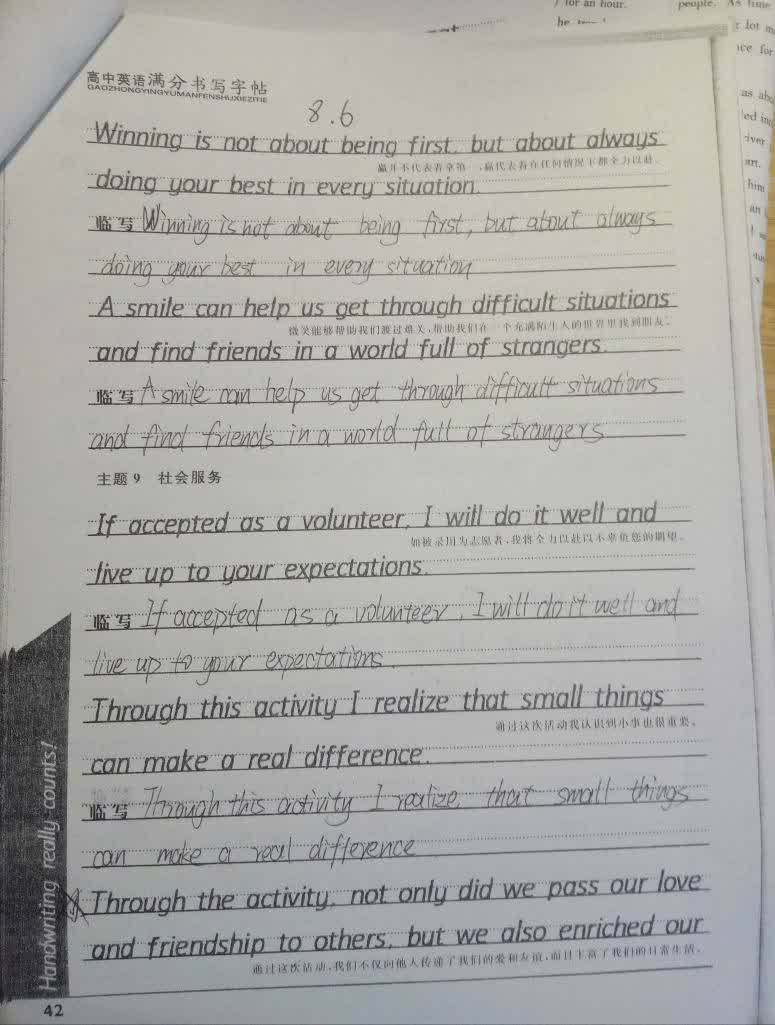 / for an hour.
people. As time
高中英语满分书写字帖
GAOZHONGYINGYUMANFENSHUXIEZITIE
8.6
Winning is not about being first, but about always
赢并不代表着拿第一,赢代表着在任何情况下都全力以赴。
doing your best in every situation.
临写 Winning is not about being first, but about always
doing your best in every situation
A smile can help us get through difficult situations
微笑能够帮助我们渡过难关,帮助我们在一个充满陌生人的世界里找到朋友。
and find friends in a world full of strangers.
临写 A smile can help us get through difficult situations
and find friends in a world full of strangers
主题9 社会服务
If accepted as a volunteer, I will do it well and
如被录用为志愿者,我将全力以赴以不辜负您的期望。
live up to your expectations.
临写 If accepted as a volunteer, I will do it well and
live up to your expectations.
Through this activity I realize that small things
通过这次活动我认识到小事也很重要。
can make a real difference.
临写 Through this activity I realize that small things
can make a real difference
Through the activity, not only did we pass our love
and friendship to others, but we also enriched our
通过这次活动,我们不仅向他人传递了我们的爱和友谊,而且丰富了我们的日常生活。
Handwriting really counts!
42